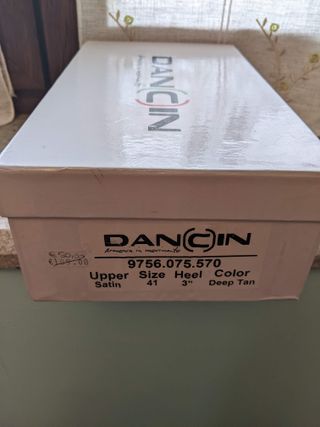 DANCIN
DANCIN
9756.075.570
Upper Size Heel Color
Satin 41 3" Deep Tan